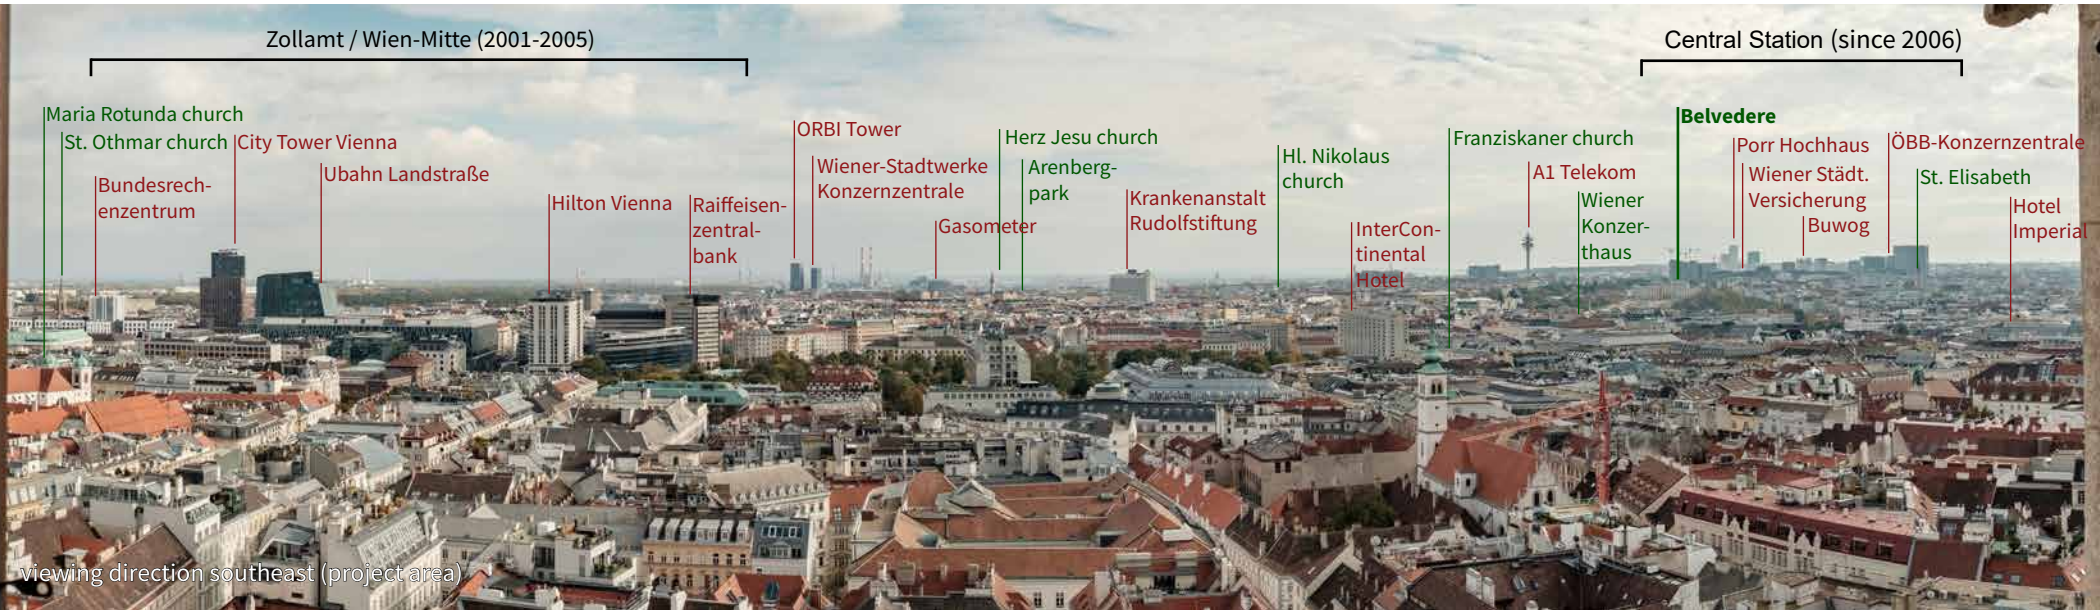 Zollamt / Wien-Mitte (2001-2005)
Central Station (since 2006)
Maria Rotunda church
St. Othmar church
City Tower Vienna
Bundesrech-
enzentrum
Ubahn Landstraße
Hilton Vienna
Raiffeisen-
zentral-
bank
ORBI Tower
Wiener-Stadtwerke
Konzernzentrale
Gasometer
Herz Jesu church
Arenberg-
park
Krankenanstalt
Rudolfstiftung
Hl. Nikolaus
church
InterCon-
tinental
Hotel
Franziskaner church
A1 Telekom
Wiener
Konzer-
thaus
Belvedere
Porr Hochhaus
Wiener Städt.
Versicherung
Buwog
ÖBB-Konzernzentrale
St. Elisabeth
Hotel
Imperial
viewing direction southeast (project area)